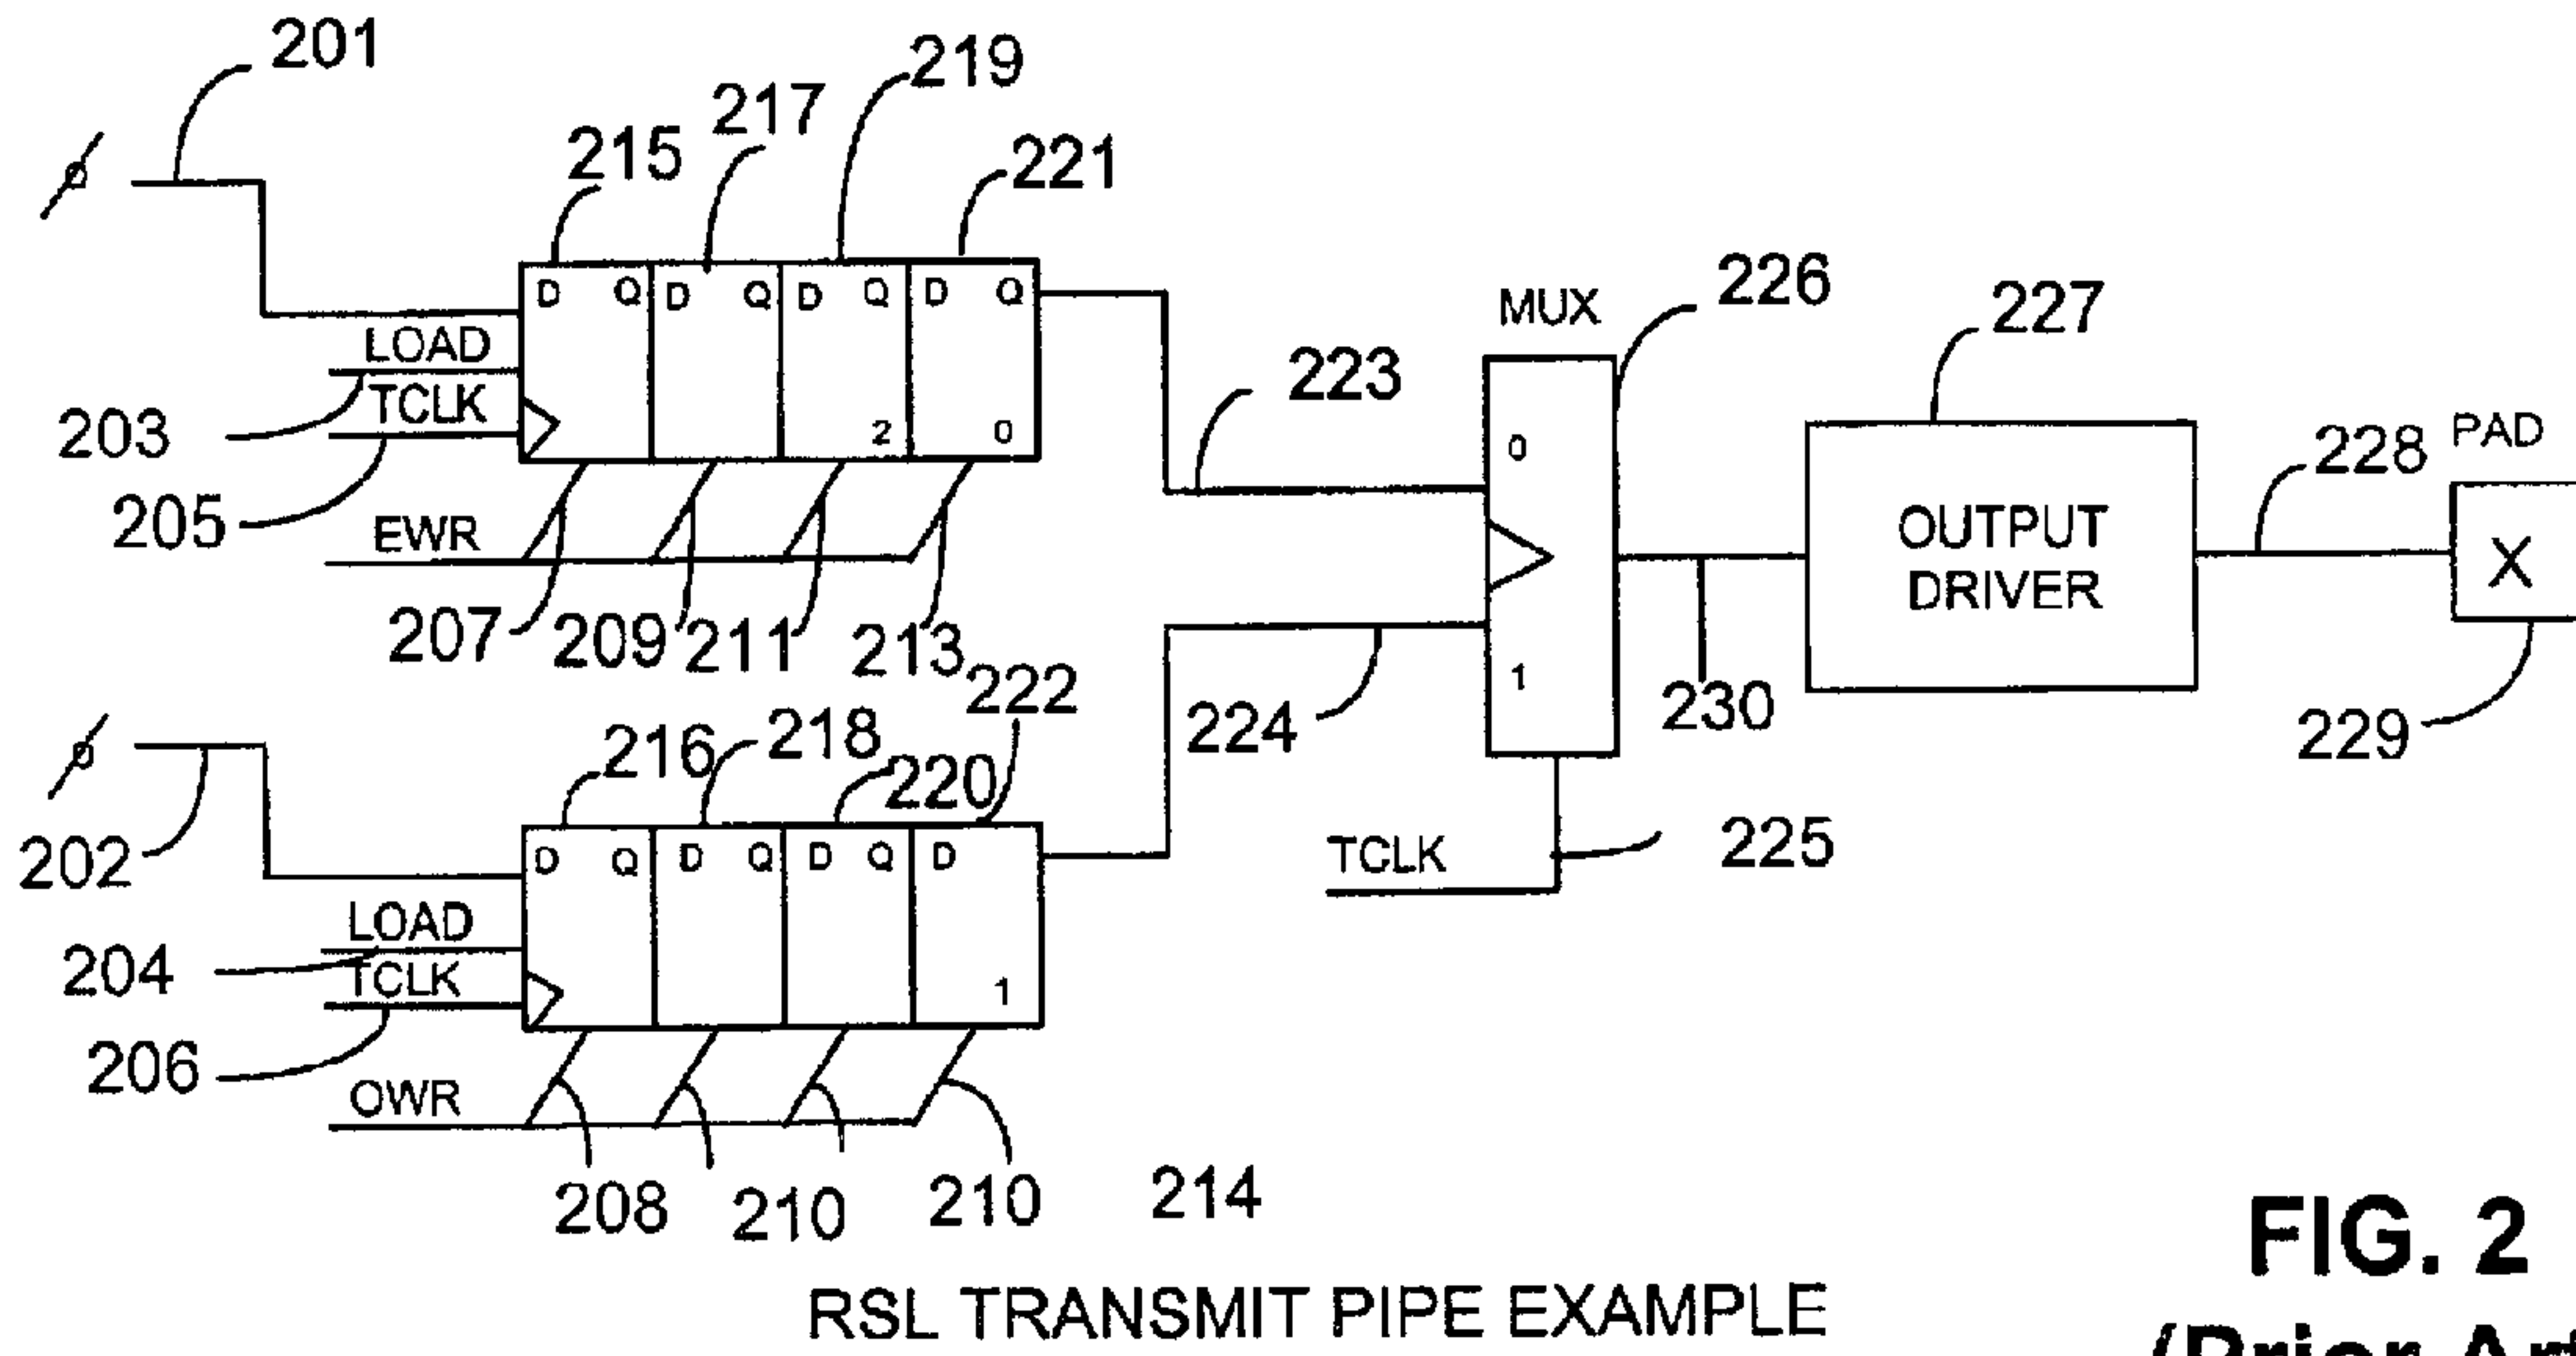 201
215
217
219
221
D Q D Q D Q D Q
LOAD
203
TCLK
2 0
205
EWR
207 209 211 213
223
MUX
226
0
1
227
OUTPUT
DRIVER
228
PAD
X
229
230
224
TCLK
225
202
216
218
220
222
D Q D Q D Q D
LOAD
204
TCLK
1
206
OWR
208 210 210 214
RSL TRANSMIT PIPE EXAMPLE
FIG. 2
(Prior Art